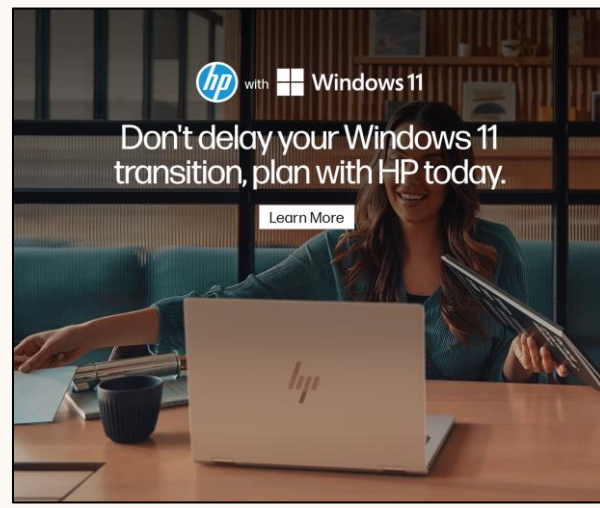 hp with Windows 11
Don't delay your Windows 11
transition, plan with HP today.
Learn More
hp